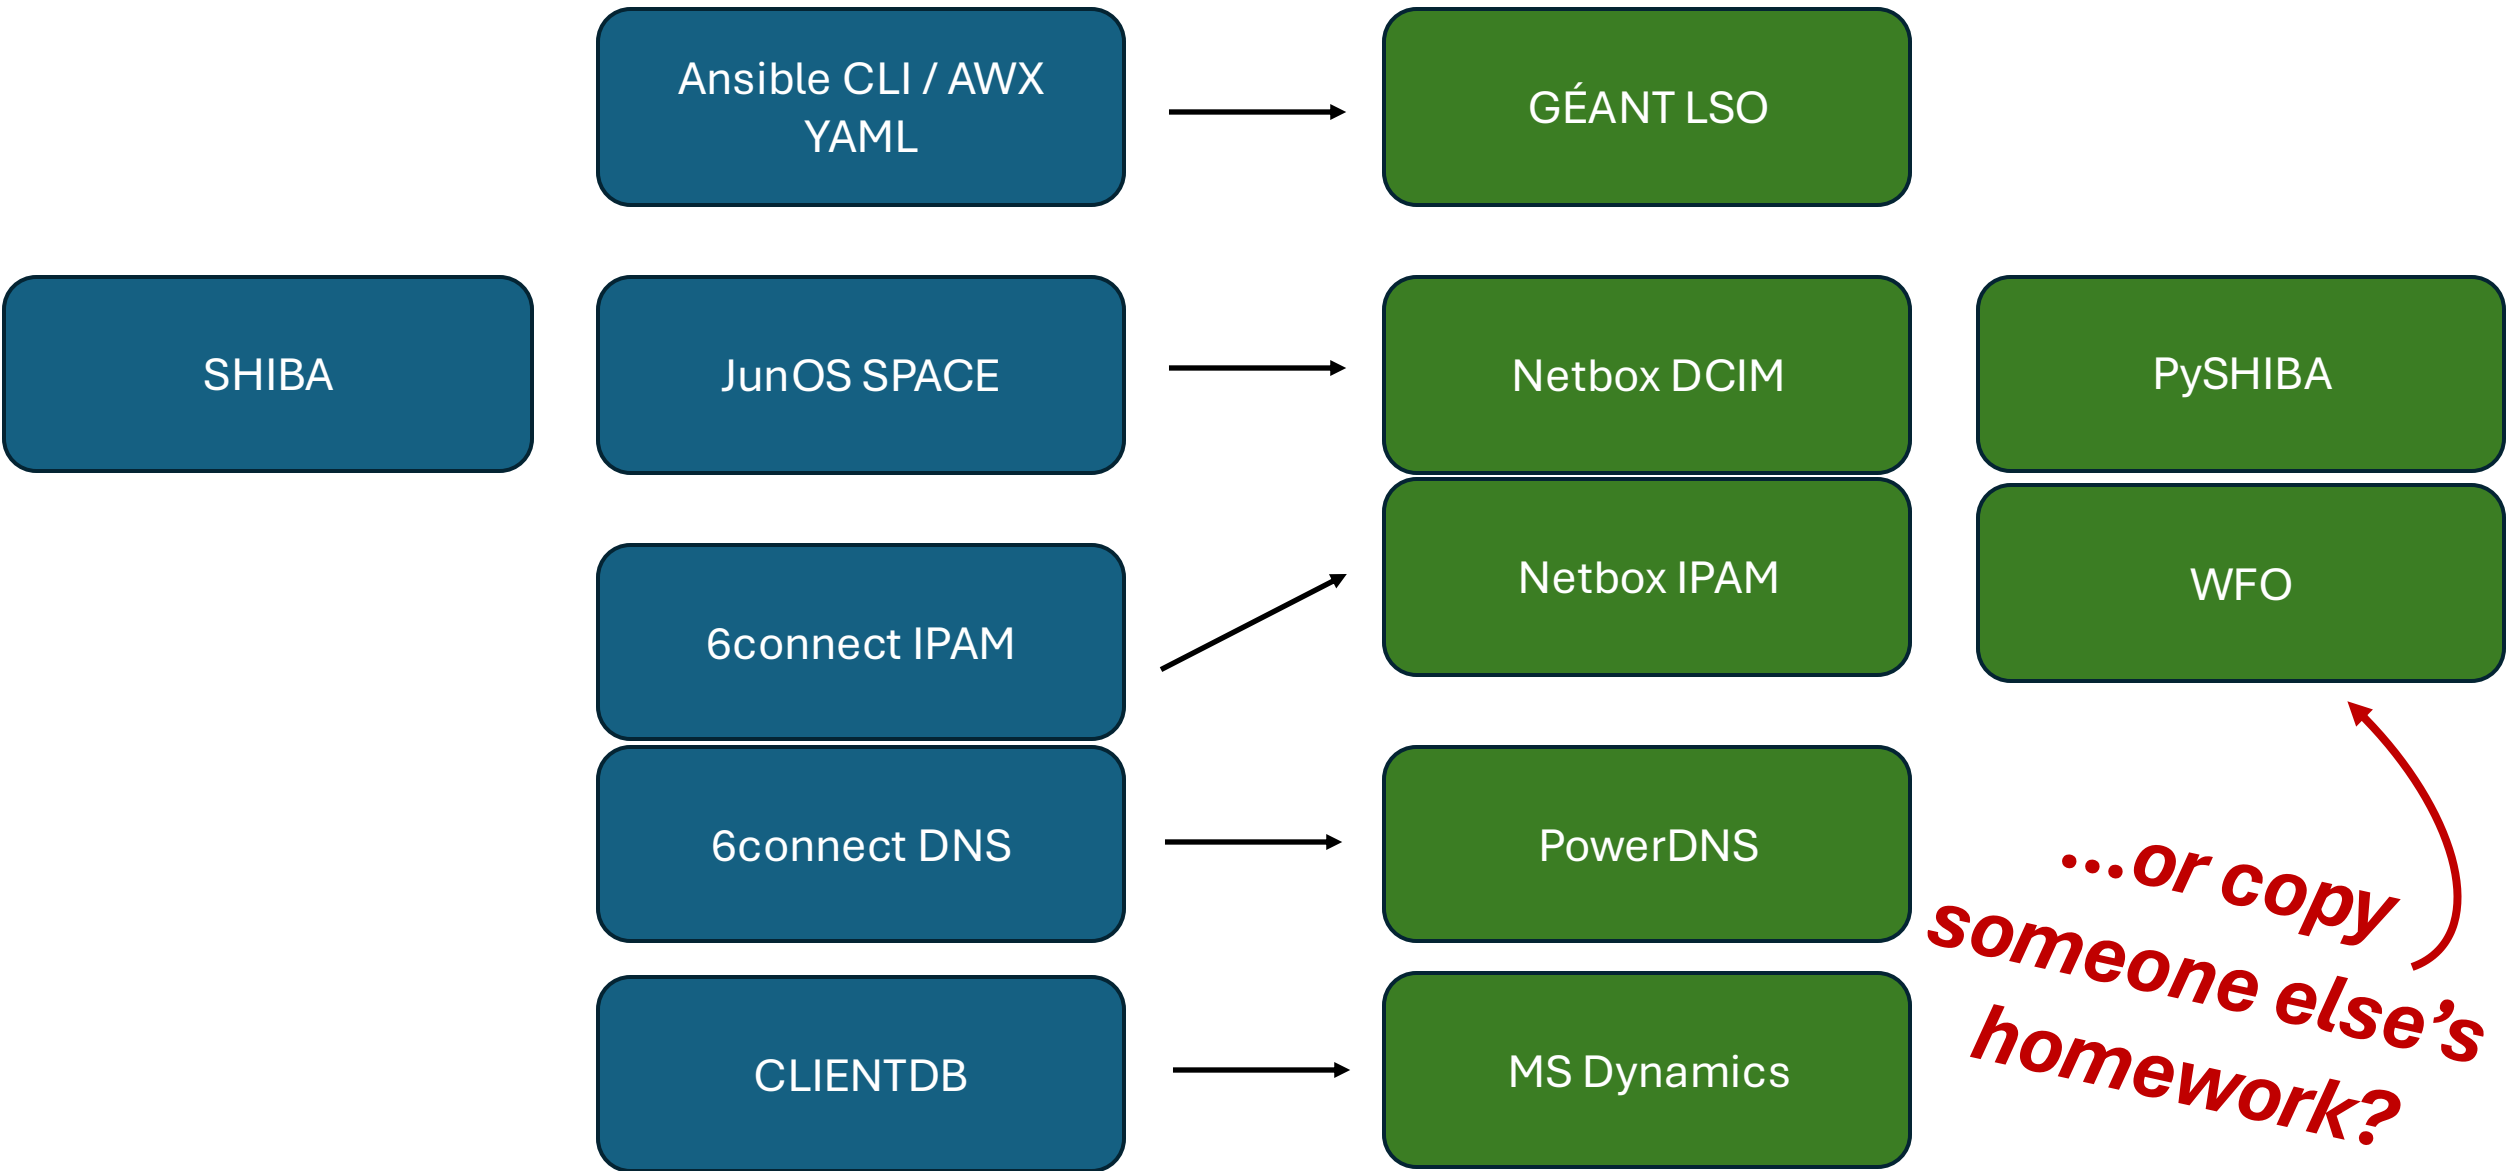 Ansible CLI / AWX
YAML
GÉANT LSO
SHIBA
JunOS SPACE
Netbox DCIM
PySHIBA
6connect IPAM
Netbox IPAM
WFO
6connect DNS
PowerDNS
CLIENTDB
MS Dynamics
...or copy
someone else’s
homework?